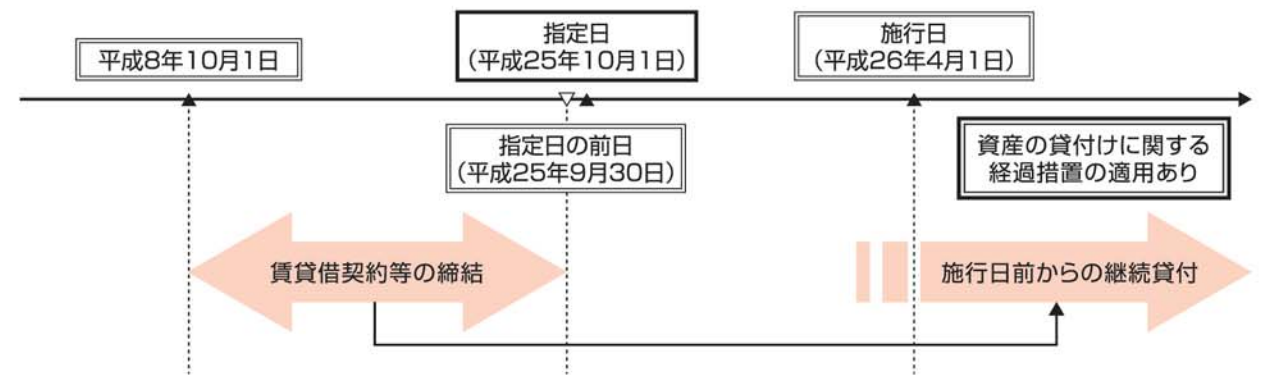 平成8年10月1日
指定日
（平成25年10月1日）
施行日
（平成26年4月1日）
指定日の前日
（平成25年9月30日）
資産の貸付けに関する
経過措置の適用あり
賃貸借契約等の締結
施行日前からの継続貸付